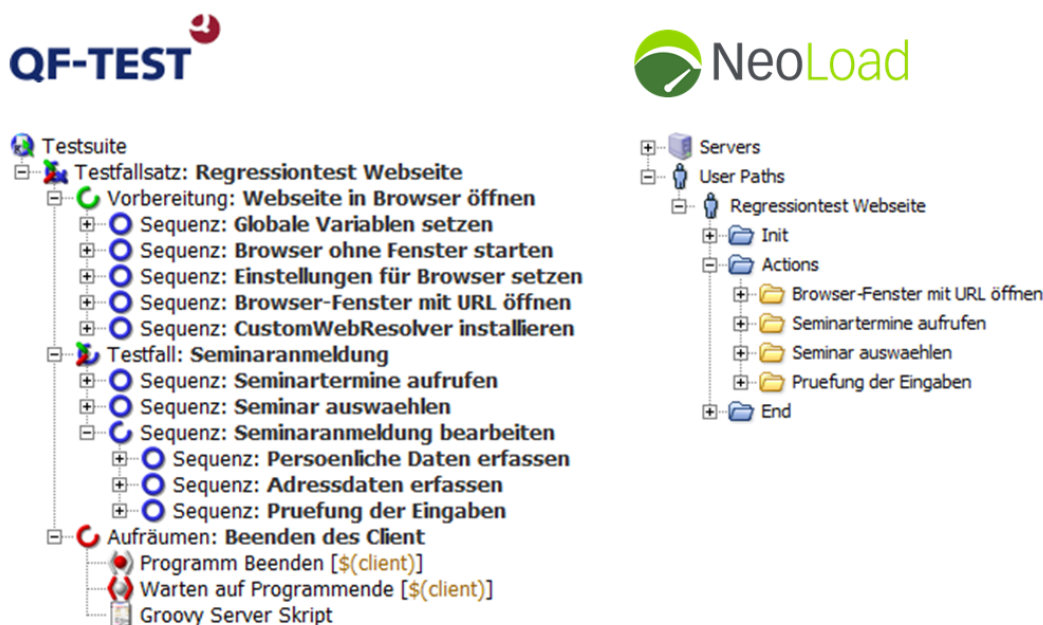 QF-TEST
Testsuite
Testfallsatz: Regressiontest Webseite
Vorbereitung: Webseite in Browser öffnen
Sequenz: Globale Variablen setzen
Sequenz: Browser ohne Fenster starten
Sequenz: Einstellungen für Browser setzen
Sequenz: Browser-Fenster mit URL öffnen
Sequenz: CustomWebResolver installieren
Testfall: Seminaranmeldung
Sequenz: Seminartermine aufrufen
Sequenz: Seminar auswaehlen
Sequenz: Seminaranmeldung bearbeiten
Sequenz: Persoenliche Daten erfassen
Sequenz: Adressdaten erfassen
Sequenz: Pruefung der Eingaben
Aufräumen: Beenden des Client
Programm Beenden [$(client)]
Warten auf Programmende [$(client)]
Groovy Server Skript
NeoLoad
Servers
User Paths
Regressiontest Webseite
Init
Actions
Browser-Fenster mit URL öffnen
Seminartermine aufrufen
Seminar auswaehlen
Pruefung der Eingaben
End